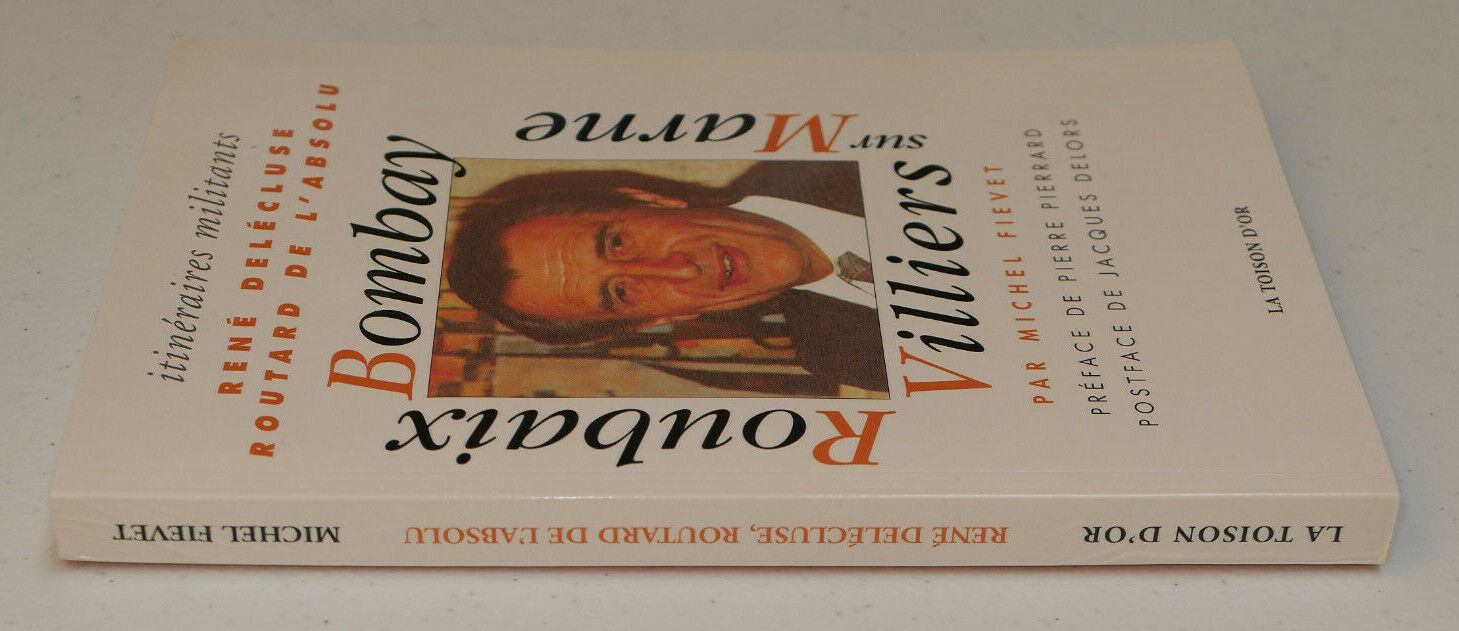 itinéraires militants
RENÉ DELÉCLUSE
ROUTARD DE L'ABSOLU
Bombay
Roubaix
Villiers
sur Marne
PAR MICHEL FIEVET
PRÉFACE DE PIERRE PIERRARD
POSTFACE DE JACQUES DELORS
LA TOISON D'OR
LA TOISON D'OR RENÉ DELÉCLUSE, ROUTARD DE L'ABSOLU MICHEL FIEVET